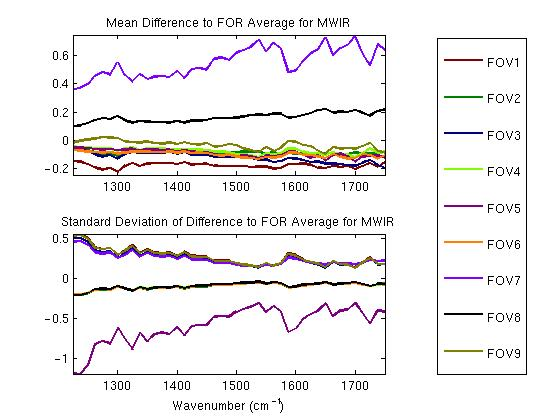 Mean Difference to FOR Average for MWIR
0.6
0.4
0.2
0
−0.2
1300 1400 1500 1600 1700
Standard Deviation of Difference to FOR Average for MWIR
0.5
0
−0.5
−1
1300 1400 1500 1600 1700
Wavenumber (cm⁻¹)
FOV1
FOV2
FOV3
FOV4
FOV5
FOV6
FOV7
FOV8
FOV9